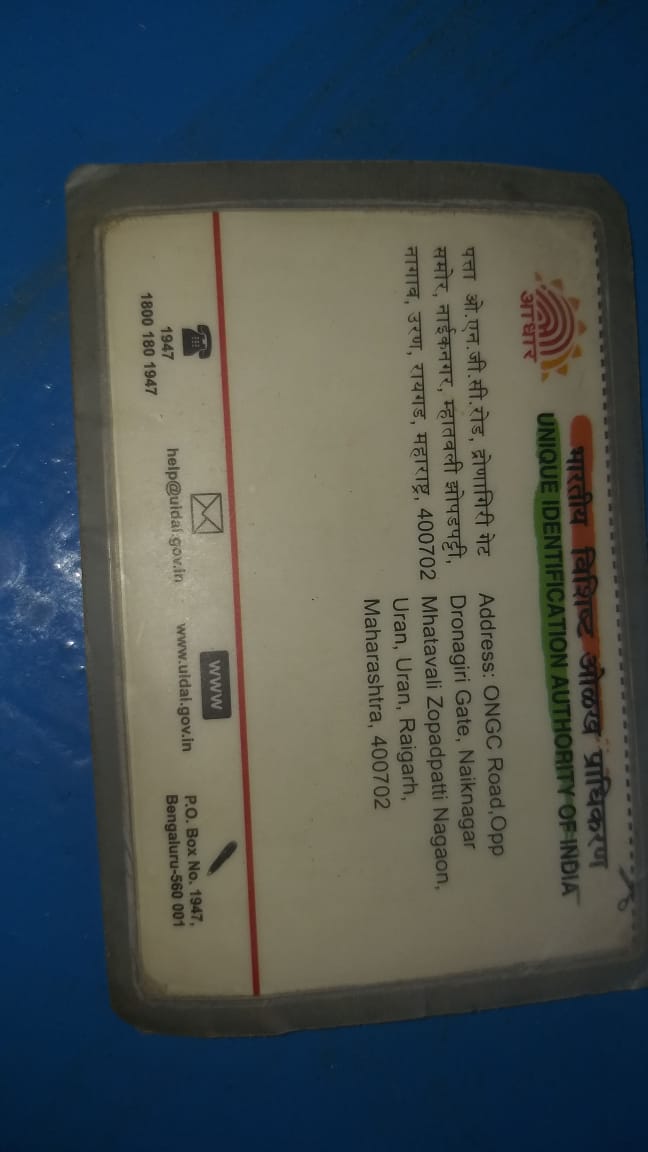 भारतीय विशिष्ट ओळख प्राधिकरण
UNIQUE IDENTIFICATION AUTHORITY OF INDIA
आधार
पत्ता ओ.एन.जी.सी.रोड, द्रोणागिरी गेट
समोर, नाईकनगर, म्हातवली झोपडपट्टी,
नागाव, उरण, रायगड, महाराष्ट्र, 400702
Address: ONGC Road,Opp
Dronagiri Gate, Naiknagar
Mhatavali Zopadpatti Nagaon,
Uran, Uran, Raigarh,
Maharashtra, 400702
1947
1800 180 1947
help@uidai.gov.in
WWW
www.uidai.gov.in
P.O. Box No. 1947,
Bengaluru-560 001